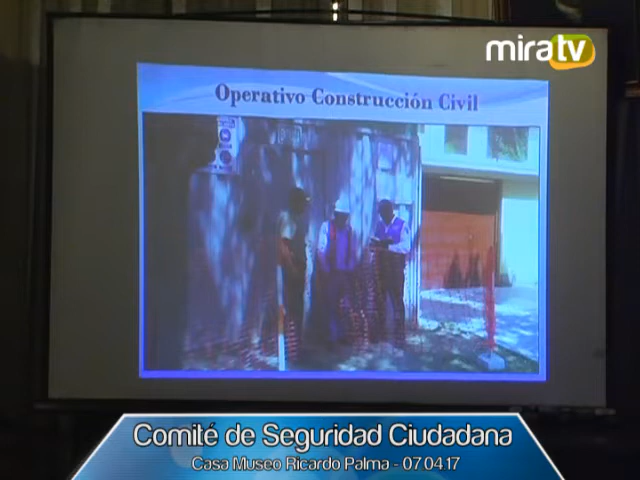 miratv
Operativo Construcción Civil
Comité de Seguridad Ciudadana
Casa Museo Ricardo Palma - 07.04.17